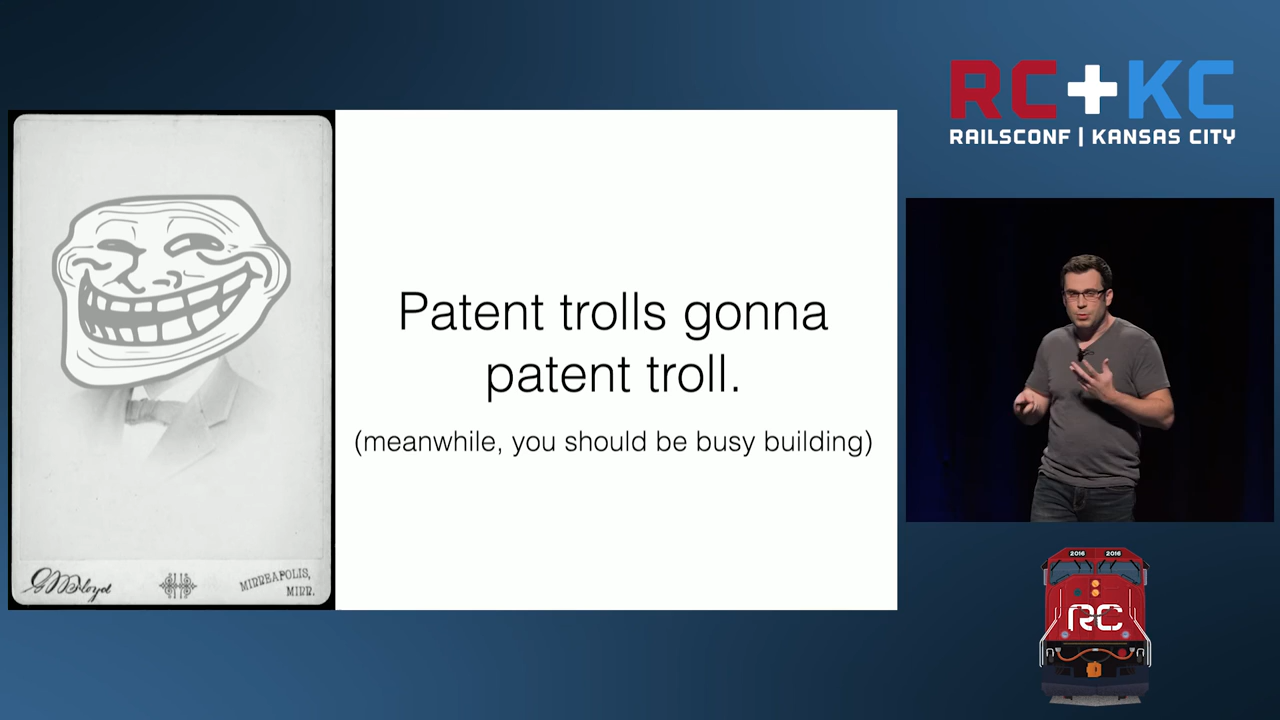 RC+KC
RAILSCONF | KANSAS CITY
Patent trolls gonna
patent troll.
(meanwhile, you should be busy building)
MINNEAPOLIS,
MINN.
2016 2016
RC